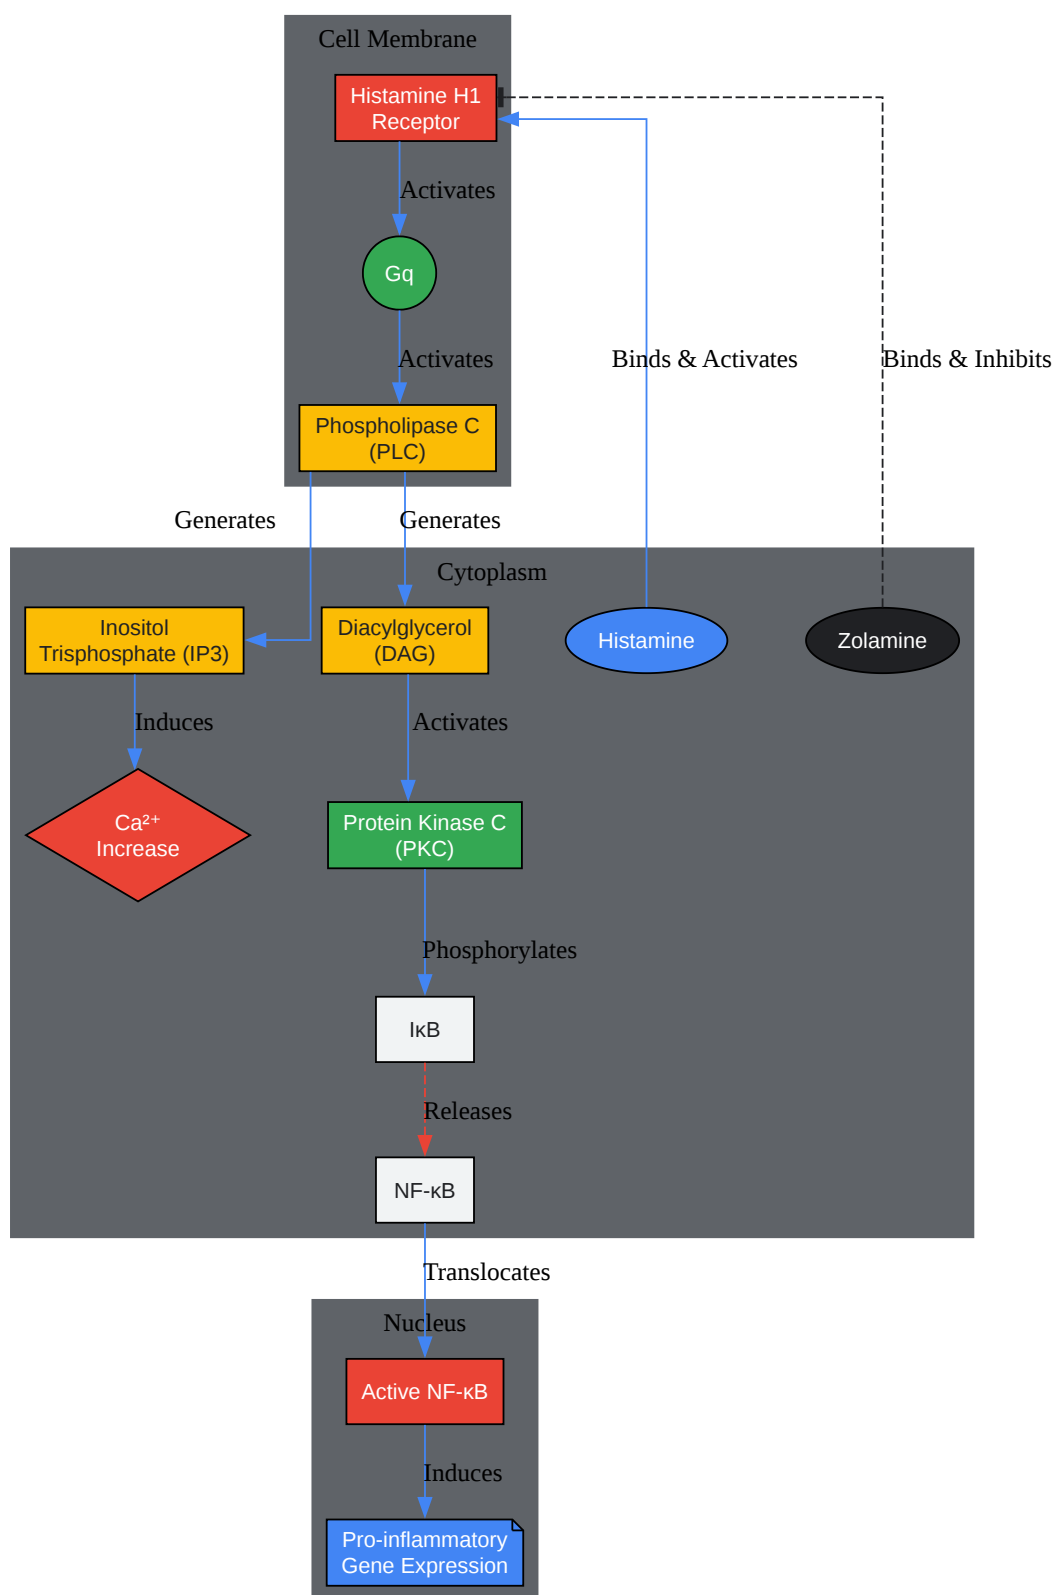 Cell Membrane
Histamine H1
Receptor
Activates
Gq
Activates
Binds & Activates
Binds & Inhibits
Phospholipase C
(PLC)
Generates
Generates
Cytoplasm
Inositol
Trisphosphate (IP3)
Diacylglycerol
(DAG)
Histamine
Zolamine
Induces
Activates
Ca²⁺
Increase
Protein Kinase C
(PKC)
Phosphorylates
IκB
Releases
NF-κB
Translocates
Nucleus
Active NF-κB
Induces
Pro-inflammatory
Gene Expression